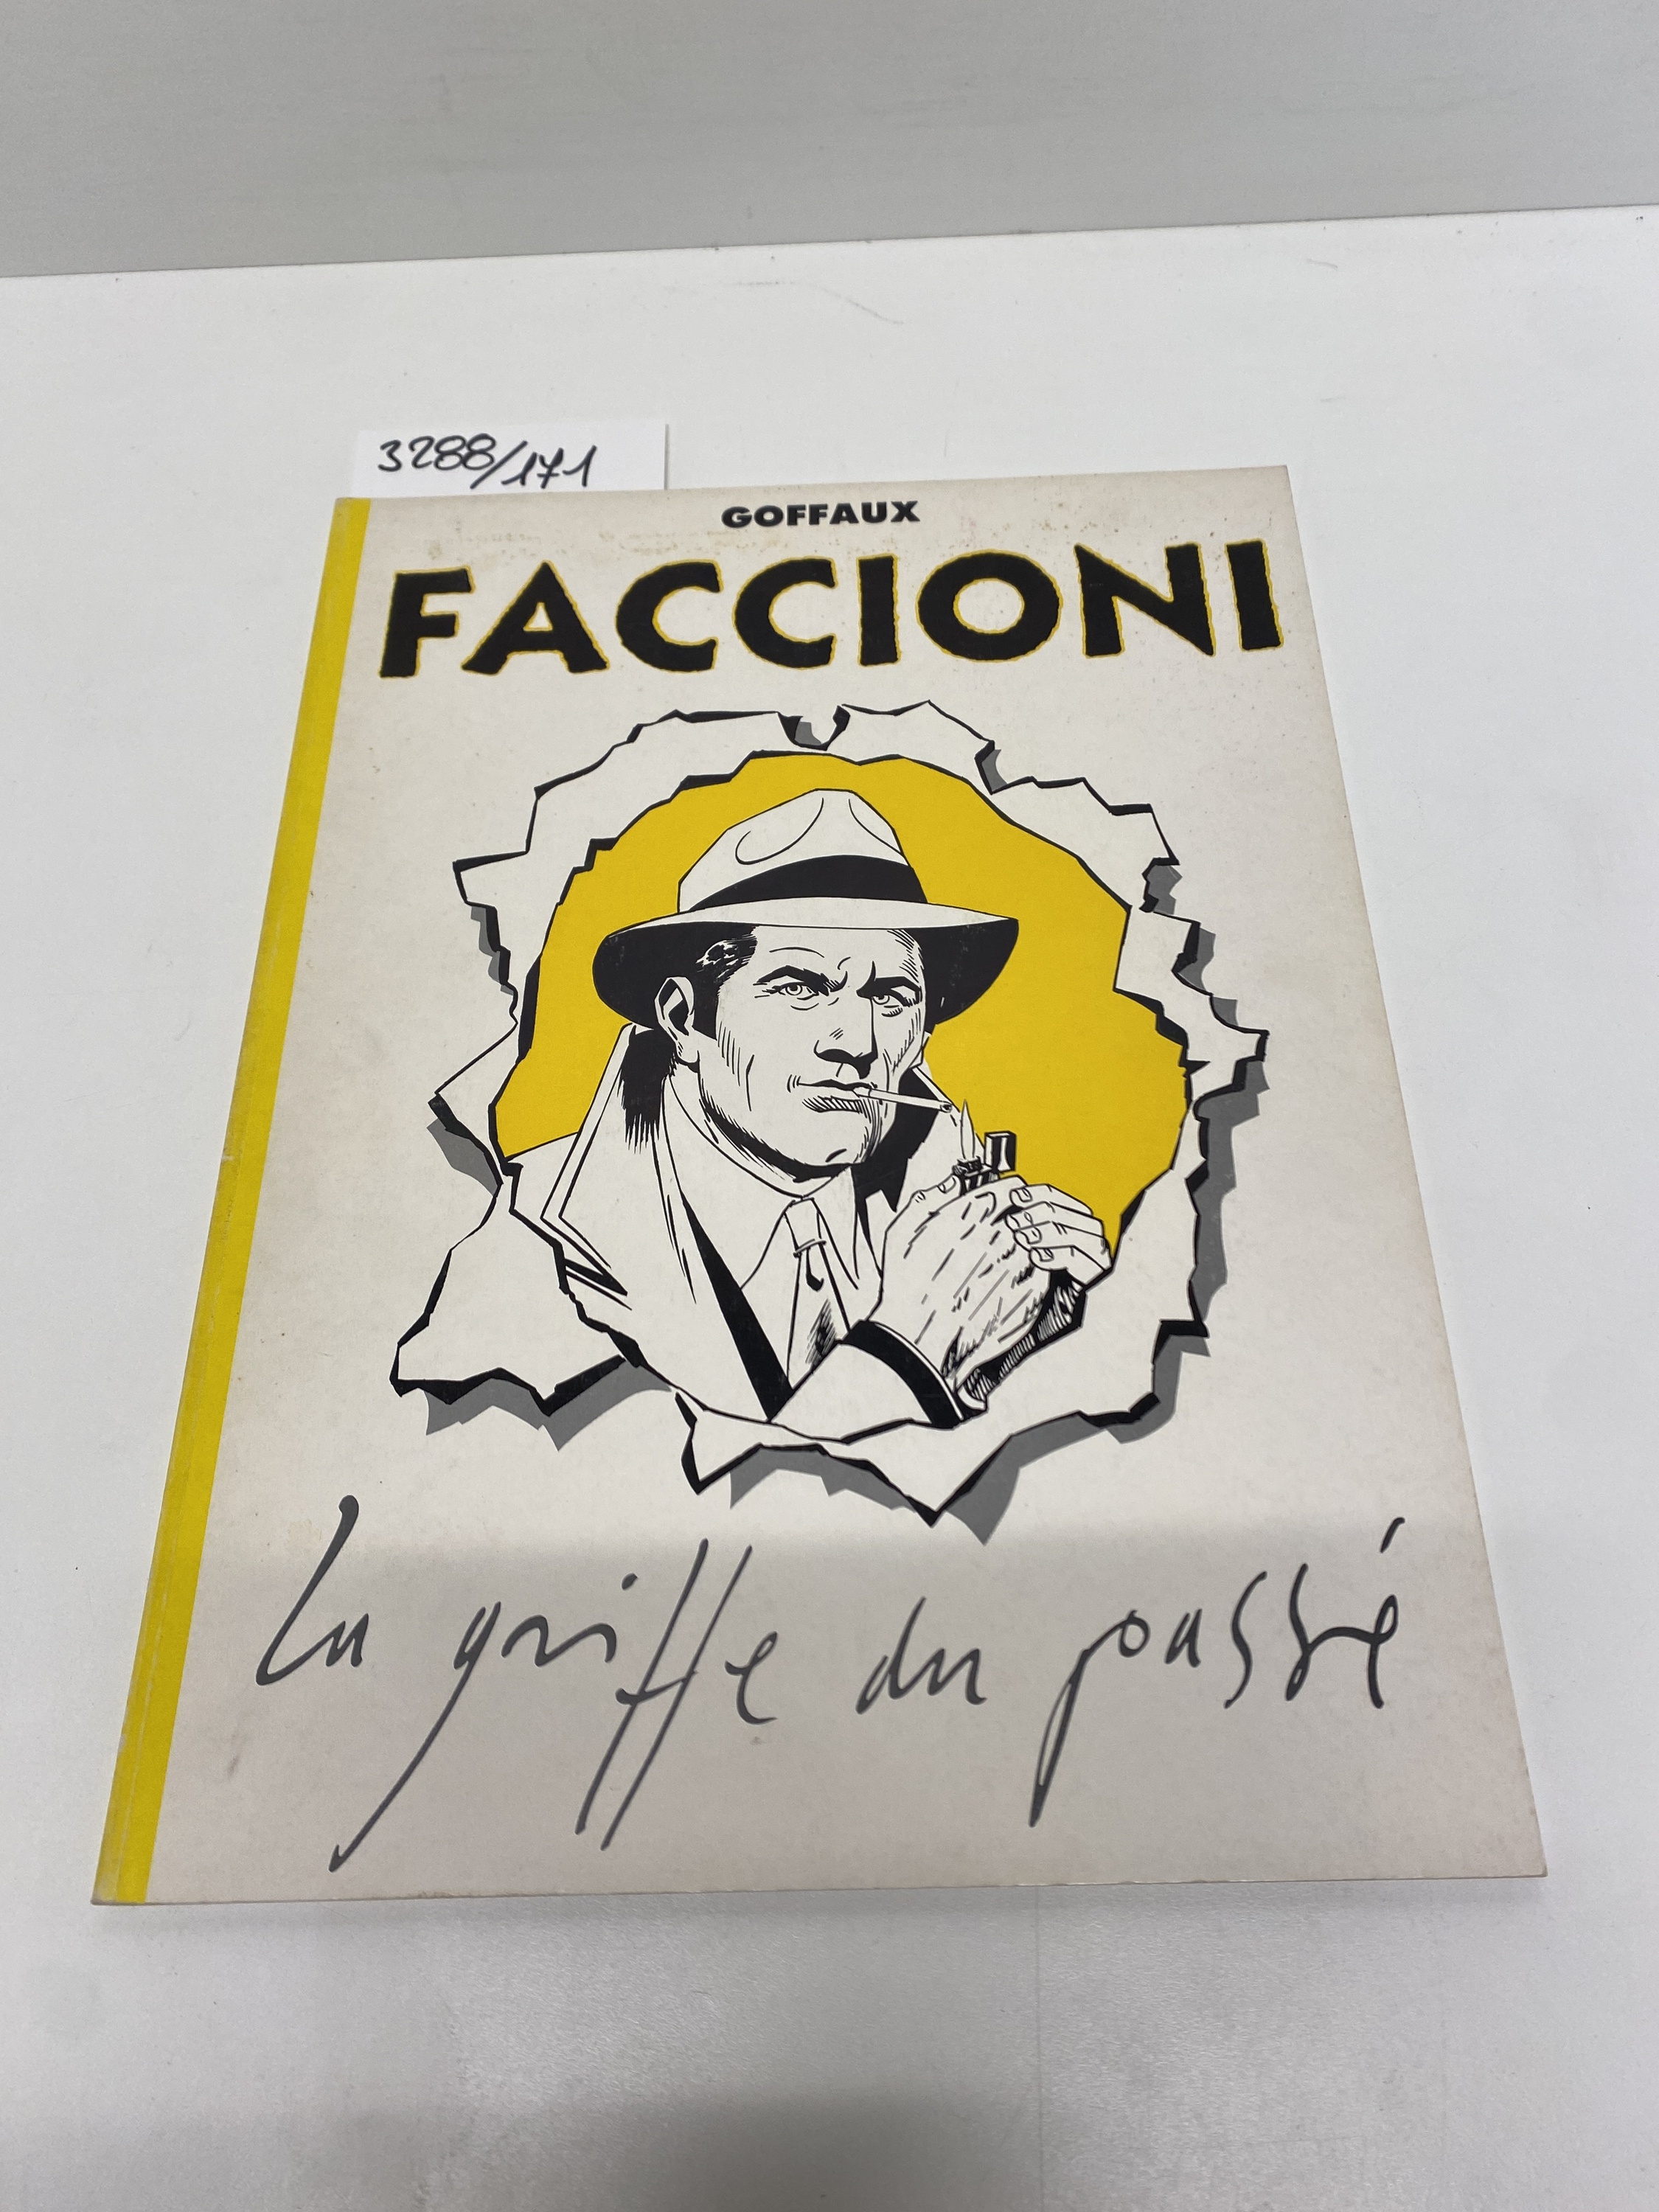 3288/171
GOFFAUX
FACCIONI
La griffe du passé